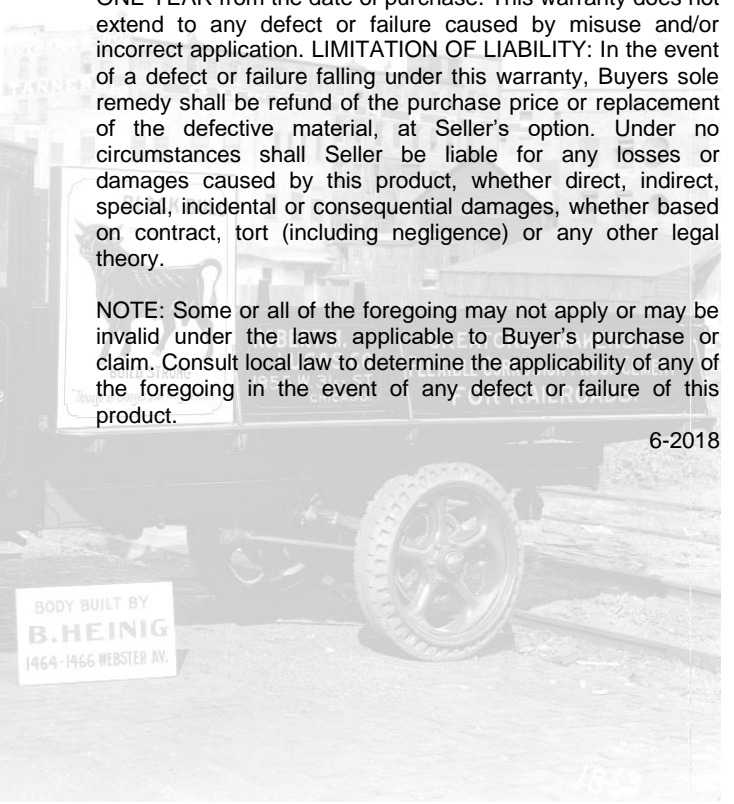 ONE YEAR from the date of purchase. This warranty does not
extend to any defect or failure caused by misuse and/or
incorrect application. LIMITATION OF LIABILITY: In the event
of a defect or failure falling under this warranty, Buyers sole
remedy shall be refund of the purchase price or replacement
of the defective material, at Seller’s option. Under no
circumstances shall Seller be liable for any losses or
damages caused by this product, whether direct, indirect,
special, incidental or consequential damages, whether based
on contract, tort (including negligence) or any other legal
theory.
NOTE: Some or all of the foregoing may not apply or may be
invalid under the laws applicable to Buyer’s purchase or
claim. Consult local law to determine the applicability of any of
the foregoing in the event of any defect or failure of this
product.
6-2018
FOR RAILROADS.
CHICAGO.
BODY BUILT BY
B. HEINIG
1464-1466 WEBSTER AV.
1863